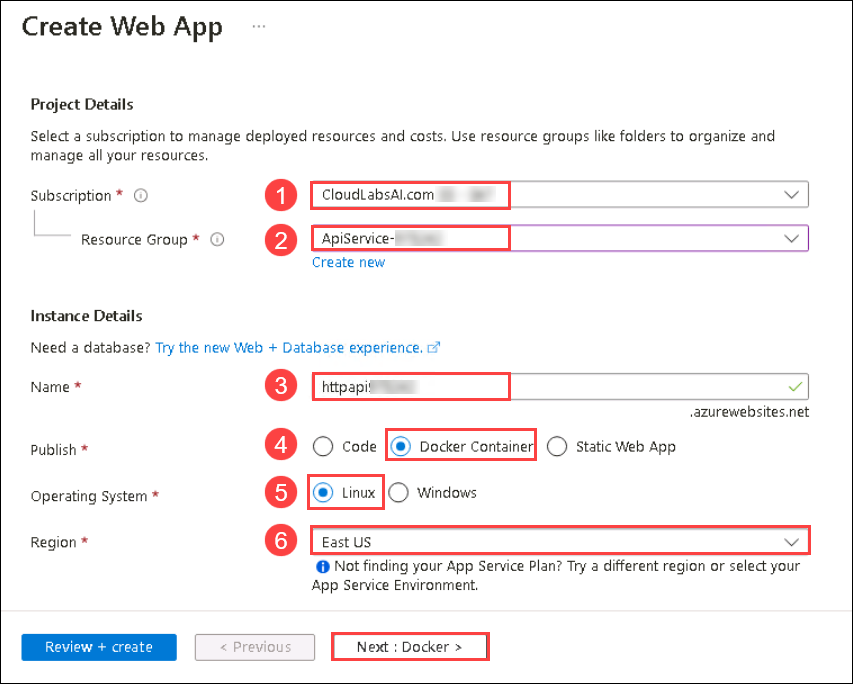 Create Web App ...
Project Details
Select a subscription to manage deployed resources and costs. Use resource groups like folders to organize and
manage all your resources.
Subscription *
1
CloudLabsAI.com
Resource Group *
2
ApiService-
Create new
Instance Details
Need a database? Try the new Web + Database experience.
Name *
3
httpapi
.azurewebsites.net
Publish *
4
Code
Docker Container
Static Web App
Operating System *
5
Linux
Windows
Region *
6
East US
Not finding your App Service Plan? Try a different region or select your
App Service Environment.
Review + create
< Previous
Next : Docker >